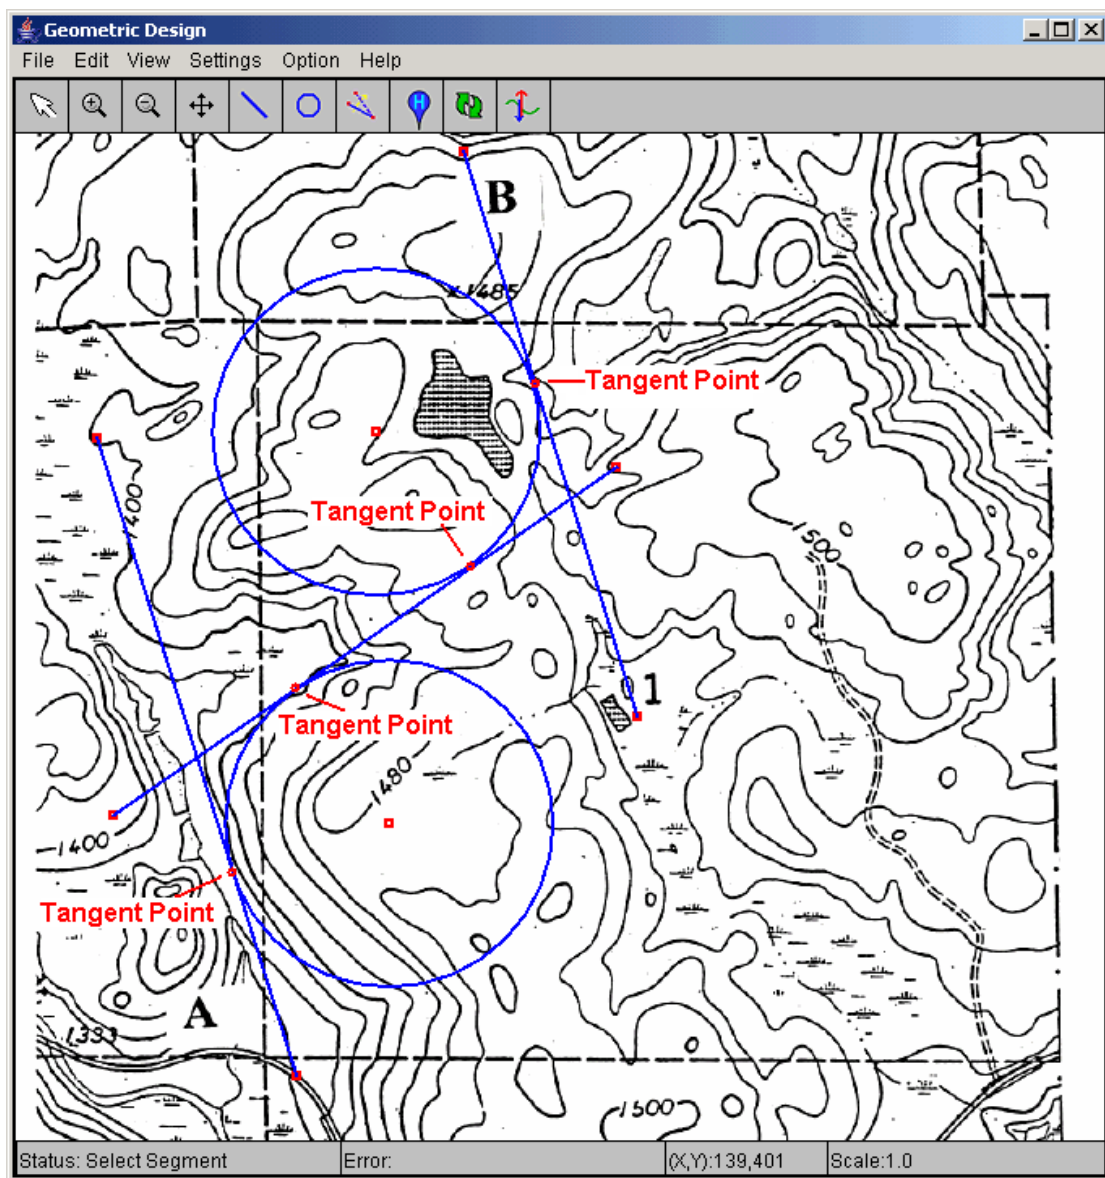 Geometric Design
File Edit View Settings Option Help
H
B
x 1485
Tangent Point
1400
Tangent Point
1500
1
Tangent Point
1480
1400
Tangent Point
A
1333
1500
Status: Select Segment Error: (X,Y):139,401 Scale:1.0